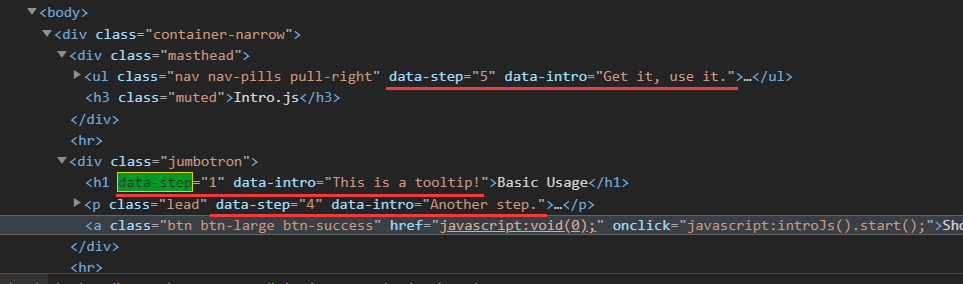 <body>
<div class="container-narrow">
<div class="masthead">
<ul class="nav nav-pills pull-right" data-step="5" data-intro="Get it, use it.">…</ul>
<h3 class="muted">Intro.js</h3>
</div>
<hr>
<div class="jumbotron">
<h1 data-step="1" data-intro="This is a tooltip!">Basic Usage</h1>
<p class="lead" data-step="4" data-intro="Another step.">…</p>
<a class="btn btn-large btn-success" href="javascript:void(0);" onclick="javascript:introJs().start();">Sho
</div>
<hr>